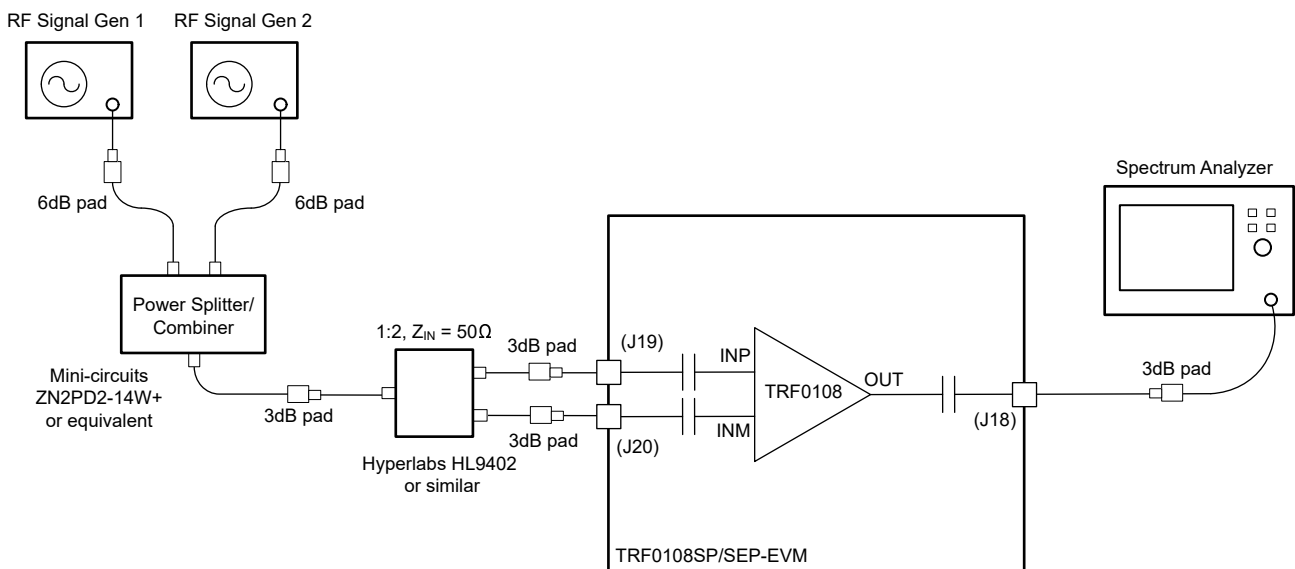 RF Signal Gen 1
RF Signal Gen 2
6dB pad
6dB pad
Power Splitter/
Combiner
Mini-circuits
ZN2PD2-14W+
or equivalent
3dB pad
1:2, ZIN = 50Ω
Hyperlabs HL9402
or similar
3dB pad
3dB pad
(J19)
(J20)
INP
INM
TRF0108
OUT
(J18)
TRF0108SP/SEP-EVM
3dB pad
Spectrum Analyzer